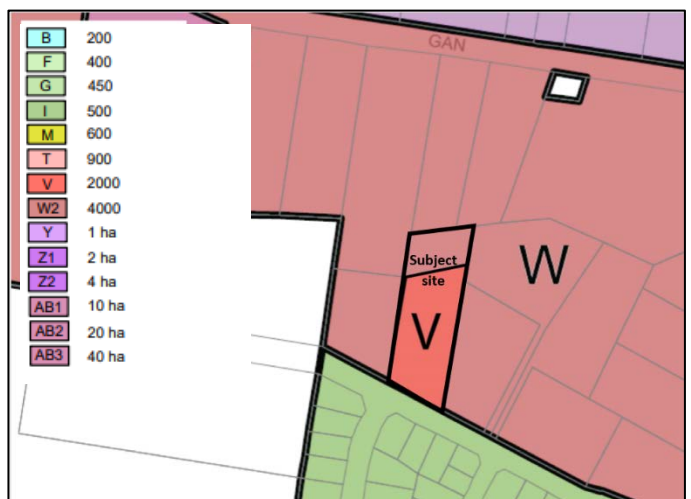 B 200
F 400
G 450
I 500
M 600
T 900
V 2000
W2 4000
Y 1 ha
Z1 2 ha
Z2 4 ha
AB1 10 ha
AB2 20 ha
AB3 40 ha
GAN
Subject
site
W
V